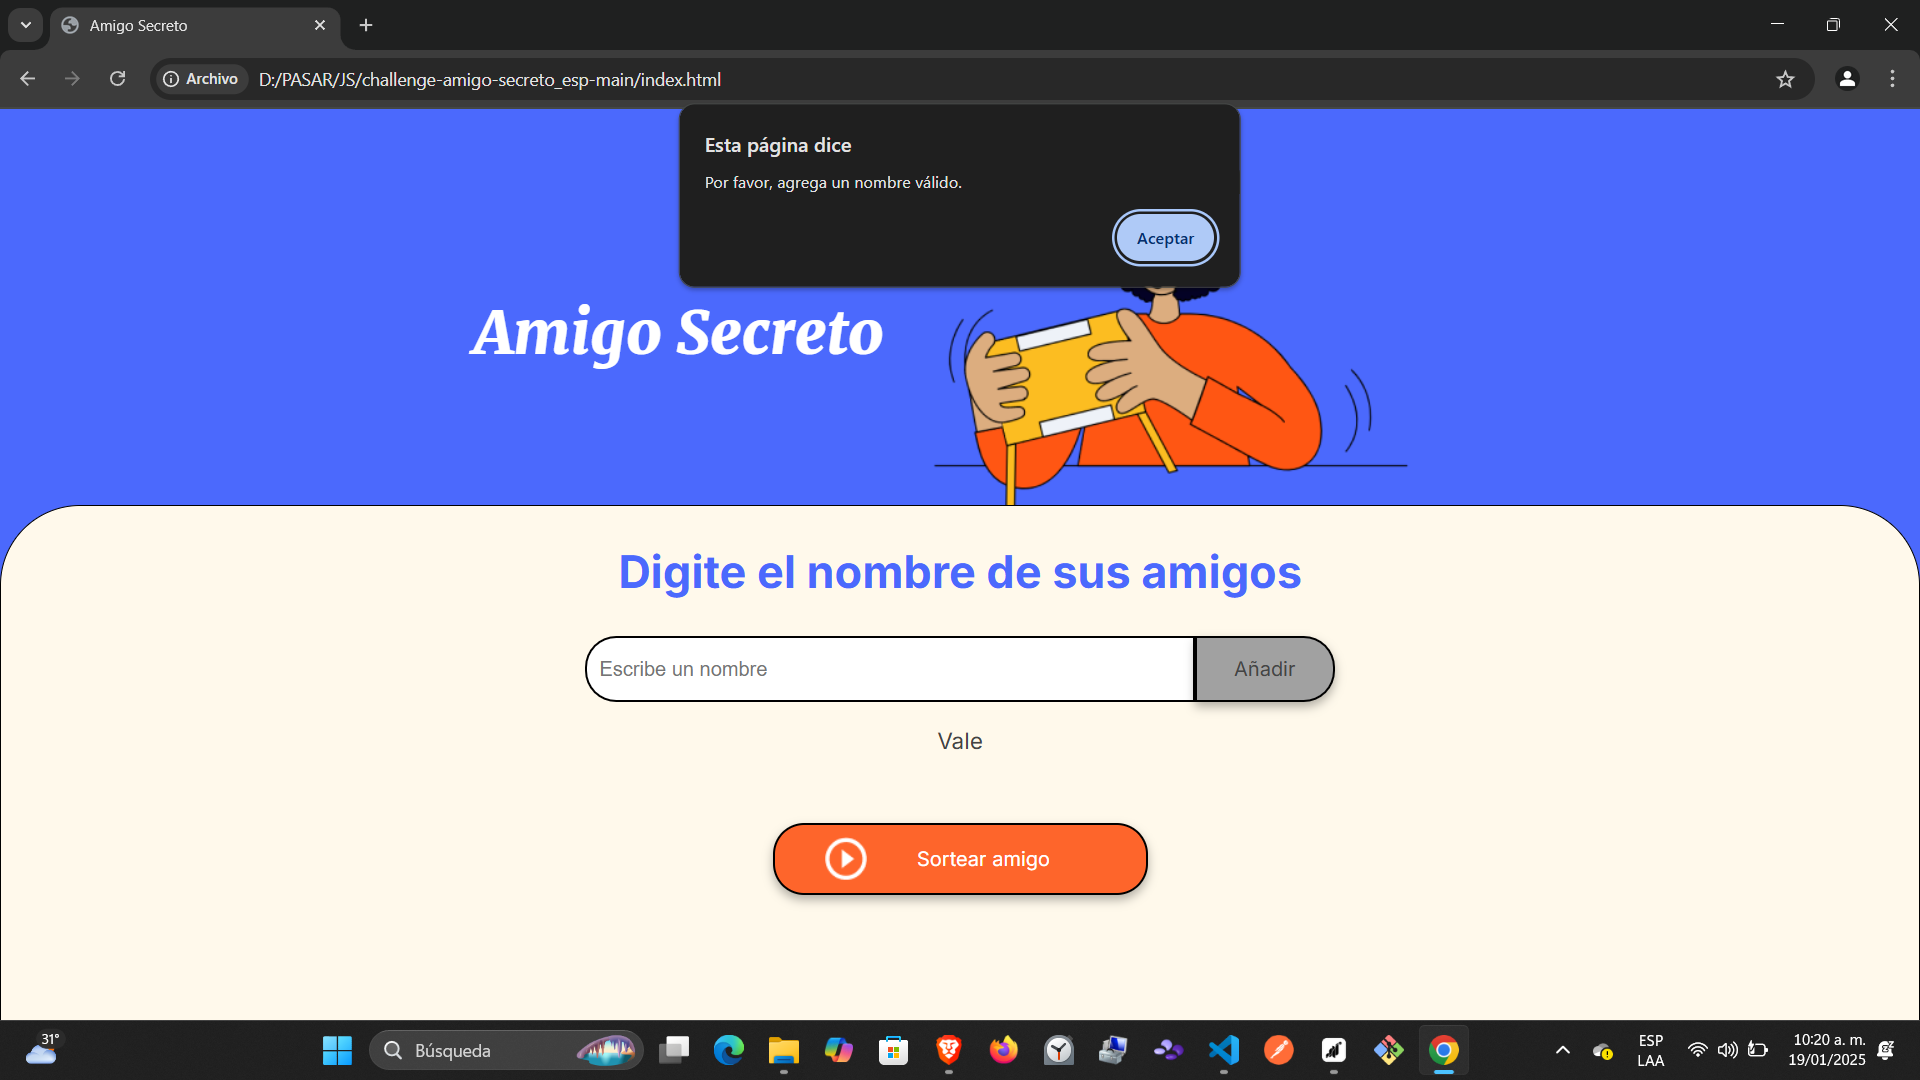 Amigo Secreto
Archivo
D:/PASAR/JS/challenge-amigo-secreto_esp-main/index.html
Esta página dice
Por favor, agrega un nombre válido.
Aceptar
Amigo Secreto
Digite el nombre de sus amigos
Escribe un nombre
Añadir
Vale
Sortear amigo
31°
Búsqueda
ESP
LAA
10:20 a. m.
19/01/2025